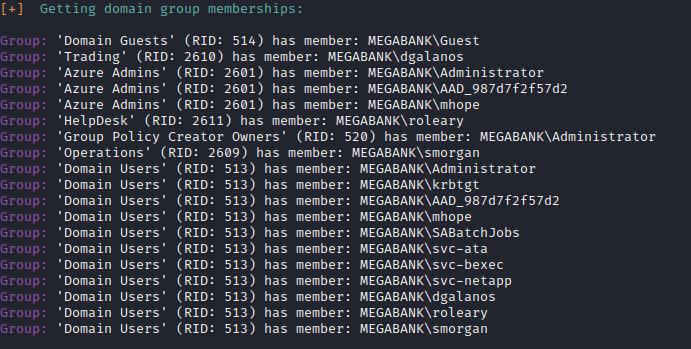 [+]  Getting domain group memberships:
Group: 'Domain Guests' (RID: 514) has member: MEGABANK\Guest
Group: 'Trading' (RID: 2610) has member: MEGABANK\dgalanos
Group: 'Azure Admins' (RID: 2601) has member: MEGABANK\Administrator
Group: 'Azure Admins' (RID: 2601) has member: MEGABANK\AAD_987d7f2f57d2
Group: 'Azure Admins' (RID: 2601) has member: MEGABANK\mhope
Group: 'HelpDesk' (RID: 2611) has member: MEGABANK\roleary
Group: 'Group Policy Creator Owners' (RID: 520) has member: MEGABANK\Administrator
Group: 'Operations' (RID: 2609) has member: MEGABANK\smorgan
Group: 'Domain Users' (RID: 513) has member: MEGABANK\Administrator
Group: 'Domain Users' (RID: 513) has member: MEGABANK\krbtgt
Group: 'Domain Users' (RID: 513) has member: MEGABANK\AAD_987d7f2f57d2
Group: 'Domain Users' (RID: 513) has member: MEGABANK\mhope
Group: 'Domain Users' (RID: 513) has member: MEGABANK\SABatchJobs
Group: 'Domain Users' (RID: 513) has member: MEGABANK\svc-ata
Group: 'Domain Users' (RID: 513) has member: MEGABANK\svc-bexec
Group: 'Domain Users' (RID: 513) has member: MEGABANK\svc-netapp
Group: 'Domain Users' (RID: 513) has member: MEGABANK\dgalanos
Group: 'Domain Users' (RID: 513) has member: MEGABANK\roleary
Group: 'Domain Users' (RID: 513) has member: MEGABANK\smorgan